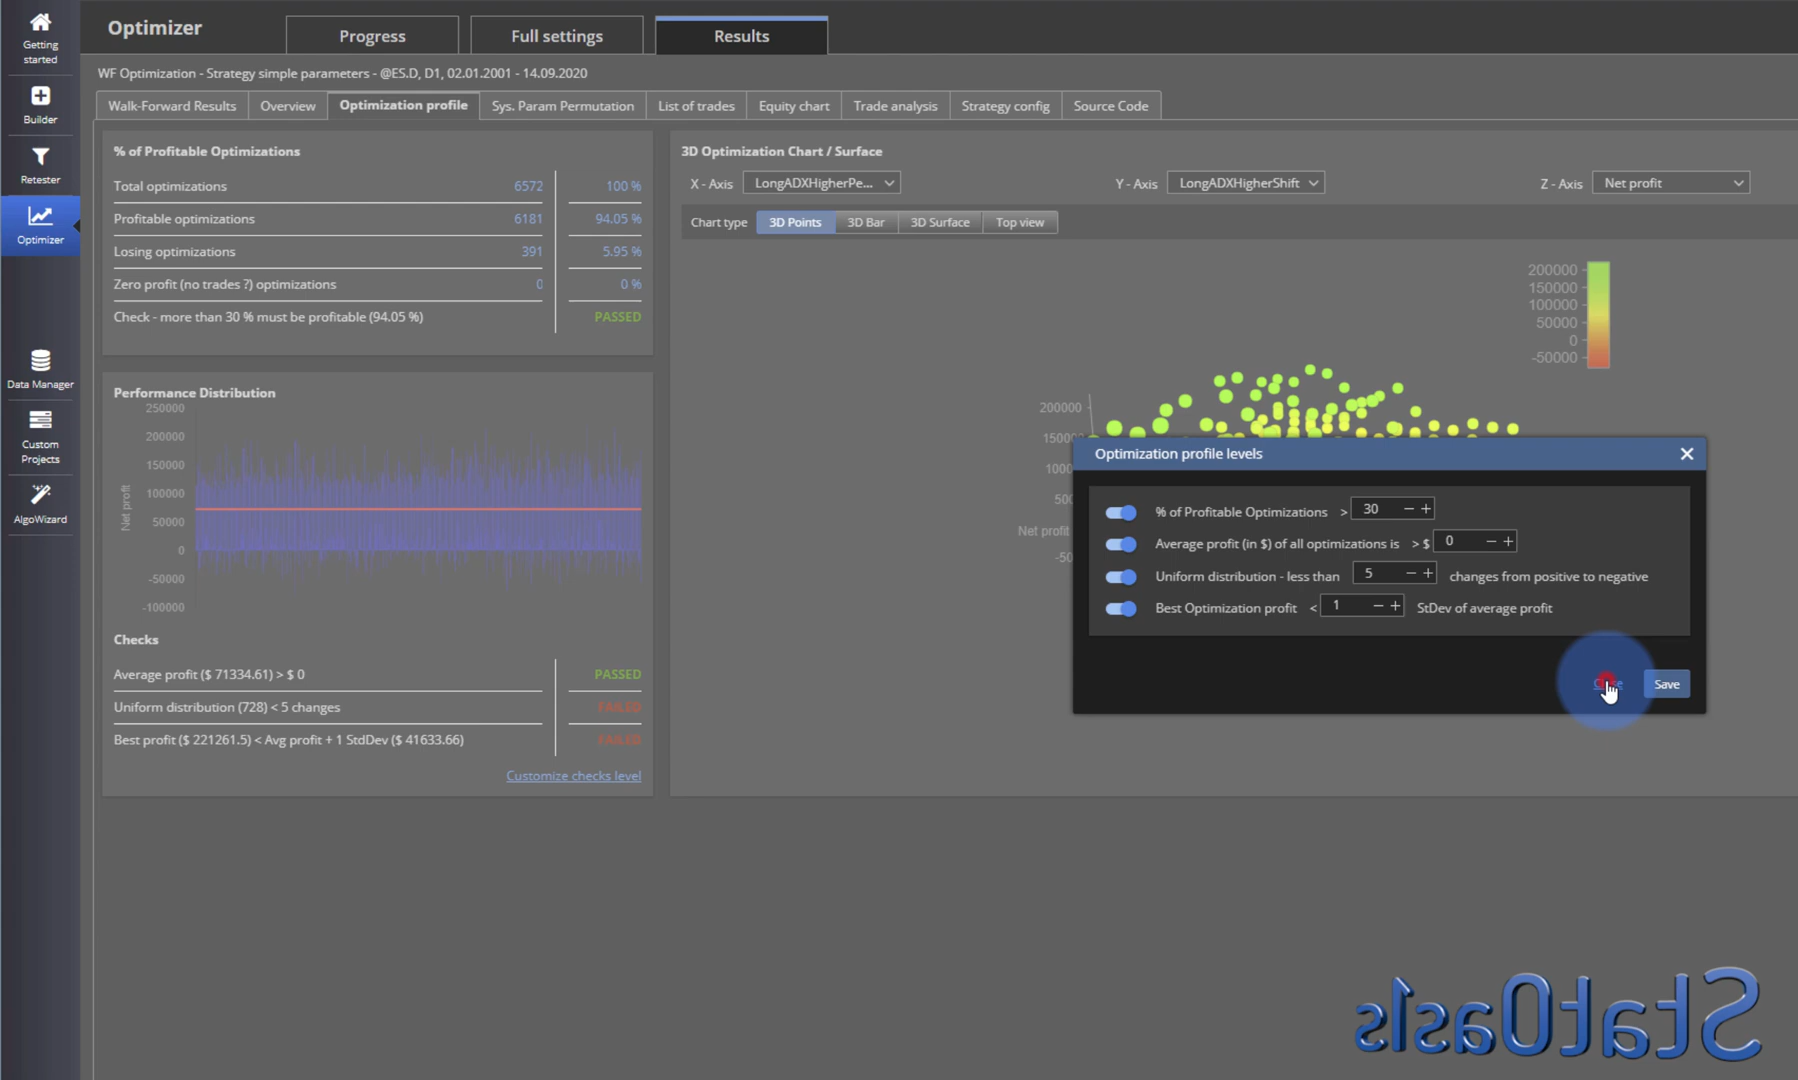 Optimizer
Progress
Full settings
Results
Getting
started
Builder
Retester
Optimizer
Data Manager
Custom
Projects
AlgoWizard
WF Optimization - Strategy simple parameters - @ES.D, D1, 02.01.2001 - 14.09.2020
Walk-Forward Results
Overview
Optimization profile
Sys. Param Permutation
List of trades
Equity chart
Trade analysis
Strategy config
Source Code
% of Profitable Optimizations
Total optimizations 6572 100 %
Profitable optimizations 6181 94.05 %
Losing optimizations 391 5.95 %
Zero profit (no trades ?) optimizations 0 0 %
Check - more than 30 % must be profitable (94.05 %) PASSED
Performance Distribution
250000
200000
150000
100000
50000
0
-50000
-100000
Net profit
Checks
Average profit ($ 71334.61) > $ 0 PASSED
Uniform distribution (728) < 5 changes FAILED
Best profit ($ 221261.5) < Avg profit + 1 StdDev ($ 41633.66) FAILED
Customize checks level
3D Optimization Chart / Surface
X - Axis LongADXHigherPe...
Y - Axis LongADXHigherShift
Z - Axis Net profit
Chart type 3D Points 3D Bar 3D Surface Top view
200000
150000
100000
50000
0
-50000
200000
Net profit
Optimization profile levels
% of Profitable Optimizations > 30 - +
Average profit (in $) of all optimizations is > $ 0 - +
Uniform distribution - less than 5 - + changes from positive to negative
Best Optimization profit < 1 - + StDev of average profit
Save
StatOas1s